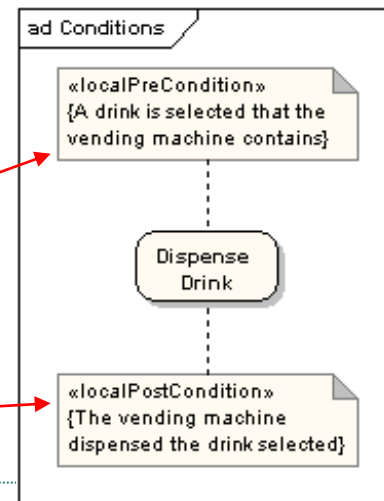 ad Conditions
«localPreCondition»
{A drink is selected that the
vending machine contains}
Dispense
Drink
«localPostCondition»
{The vending machine
dispensed the drink selected}